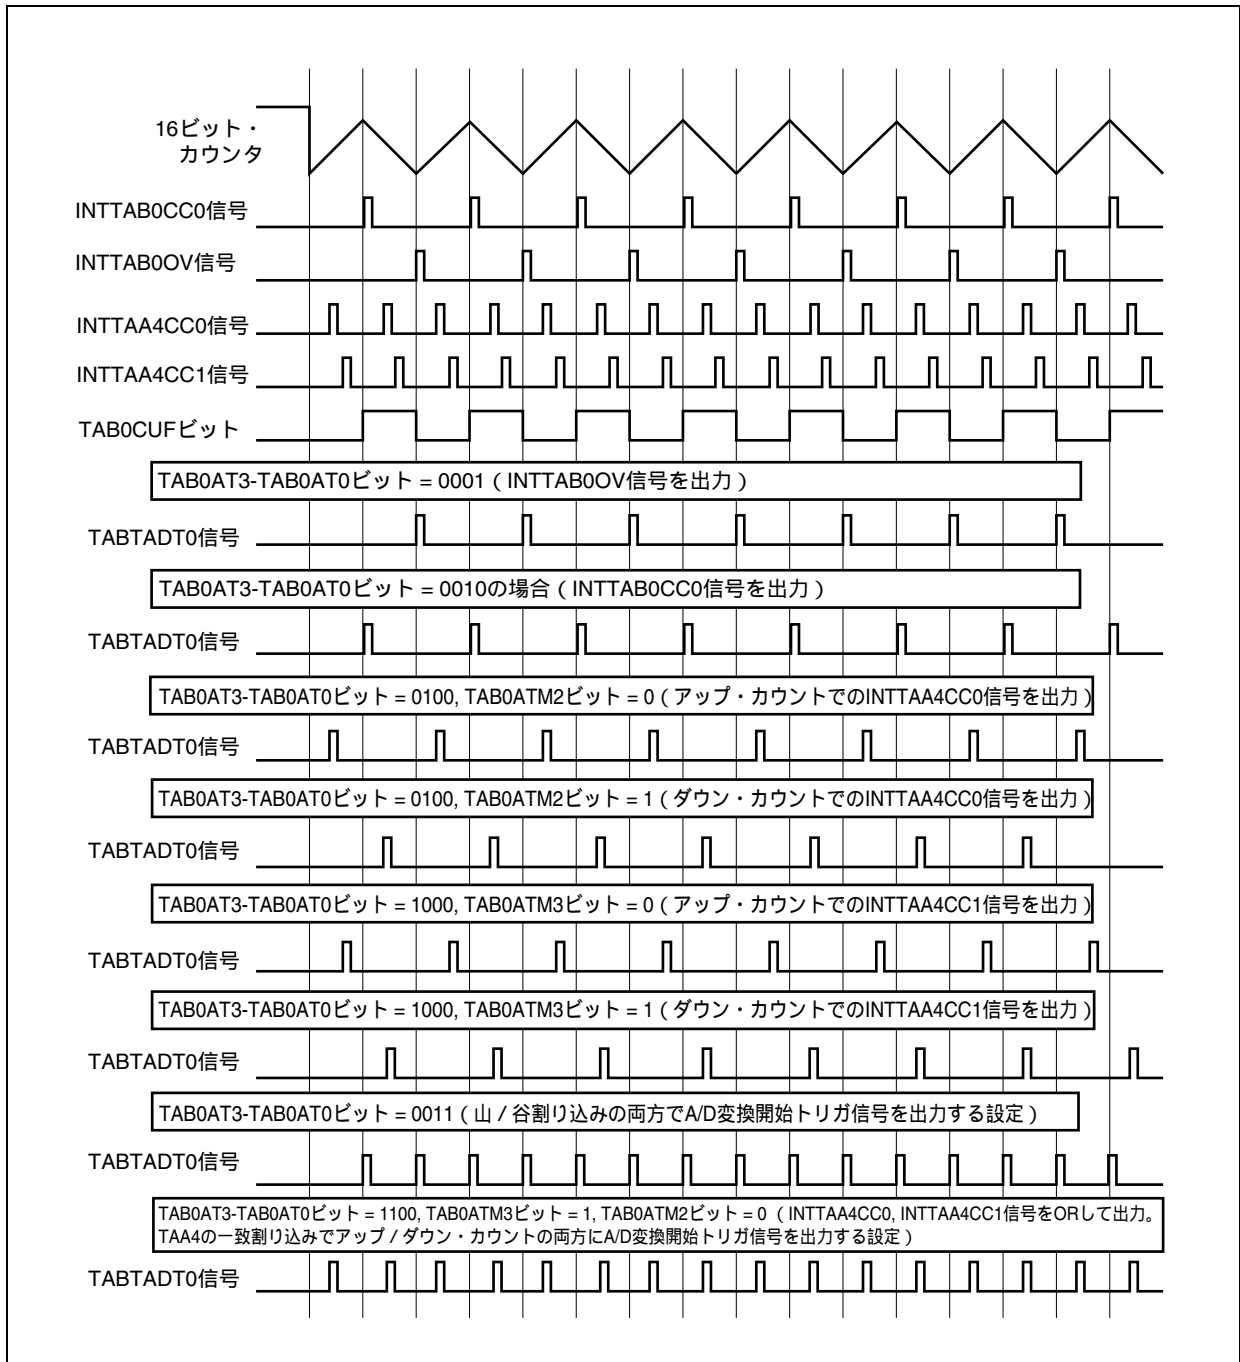 16ビット・
カウンタ
INTTAB0CC0信号
INTTAB0OV信号
INTTAA4CC0信号
INTTAA4CC1信号
TAB0CUFビット
TAB0AT3-TAB0AT0ビット = 0001 ( INTTAB0OV信号を出力 )
TABTADT0信号
TAB0AT3-TAB0AT0ビット = 0010の場合 ( INTTAB0CC0信号を出力 )
TABTADT0信号
TAB0AT3-TAB0AT0ビット = 0100, TAB0ATM2ビット = 0 ( アップ・カウントでのINTTAA4CC0信号を出力 )
TABTADT0信号
TAB0AT3-TAB0AT0ビット = 0100, TAB0ATM2ビット = 1 ( ダウン・カウントでのINTTAA4CC0信号を出力 )
TABTADT0信号
TAB0AT3-TAB0AT0ビット = 1000, TAB0ATM3ビット = 0 ( アップ・カウントでのINTTAA4CC1信号を出力 )
TABTADT0信号
TAB0AT3-TAB0AT0ビット = 1000, TAB0ATM3ビット = 1 ( ダウン・カウントでのINTTAA4CC1信号を出力 )
TABTADT0信号
TAB0AT3-TAB0AT0ビット = 0011 ( 山 / 谷割り込みの両方でA/D変換開始トリガ信号を出力する設定 )
TABTADT0信号
TAB0AT3-TAB0AT0ビット = 1100, TAB0ATM3ビット = 1, TAB0ATM2ビット = 0 ( INTTAA4CC0, INTTAA4CC1信号をORして出力。
TAA4の一致割り込みでアップ / ダウン・カウントの両方にA/D変換開始トリガ信号を出力する設定 )
TABTADT0信号